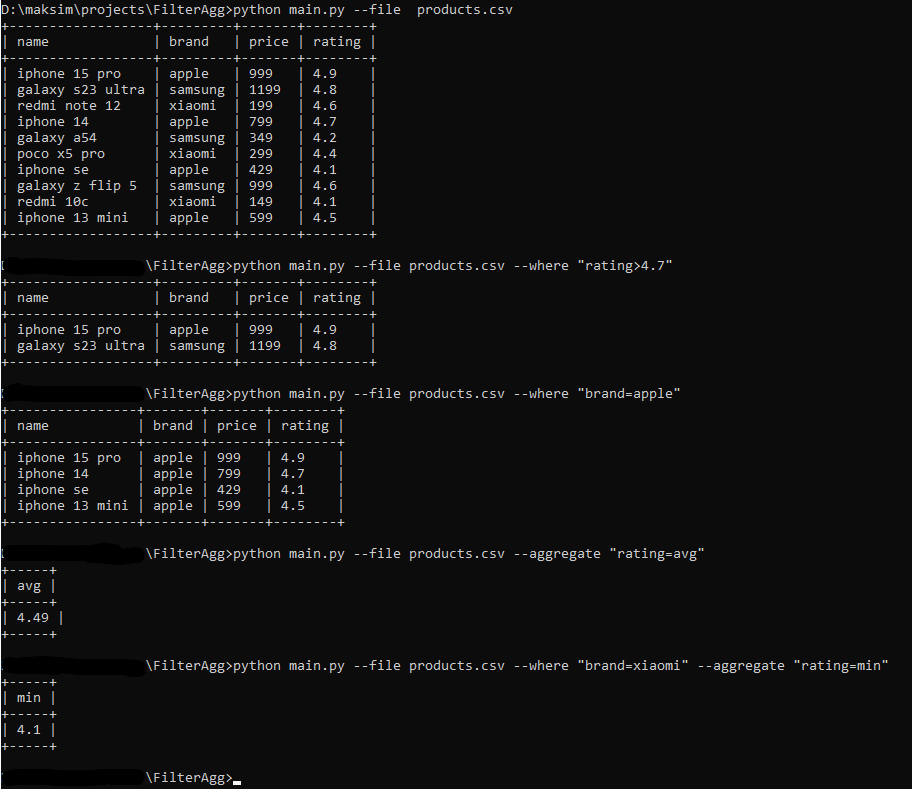 D:\maksim\projects\FilterAgg>python main.py --file  products.csv
+------------------+---------+-------+--------+
| name             | brand   | price | rating |
+------------------+---------+-------+--------+
| iphone 15 pro    | apple   | 999   | 4.9    |
| galaxy s23 ultra | samsung | 1199  | 4.8    |
| redmi note 12    | xiaomi  | 199   | 4.6    |
| iphone 14        | apple   | 799   | 4.7    |
| galaxy a54       | samsung | 349   | 4.2    |
| poco x5 pro      | xiaomi  | 299   | 4.4    |
| iphone se        | apple   | 429   | 4.1    |
| galaxy z flip 5  | samsung | 999   | 4.6    |
| redmi 10c        | xiaomi  | 149   | 4.1    |
| iphone 13 mini   | apple   | 599   | 4.5    |
+------------------+---------+-------+--------+
\FilterAgg>python main.py --file products.csv --where "rating>4.7"
+------------------+---------+-------+--------+
| name             | brand   | price | rating |
+------------------+---------+-------+--------+
| iphone 15 pro    | apple   | 999   | 4.9    |
| galaxy s23 ultra | samsung | 1199  | 4.8    |
+------------------+---------+-------+--------+
\FilterAgg>python main.py --file products.csv --where "brand=apple"
+----------------+-------+-------+--------+
| name           | brand | price | rating |
+----------------+-------+-------+--------+
| iphone 15 pro  | apple | 999   | 4.9    |
| iphone 14      | apple | 799   | 4.7    |
| iphone se      | apple | 429   | 4.1    |
| iphone 13 mini | apple | 599   | 4.5    |
+----------------+-------+-------+--------+
\FilterAgg>python main.py --file products.csv --aggregate "rating=avg"
+-----+
| avg |
+-----+
| 4.49 |
+-----+
\FilterAgg>python main.py --file products.csv --where "brand=xiaomi" --aggregate "rating=min"
+-----+
| min |
+-----+
| 4.1 |
+-----+
\FilterAgg>